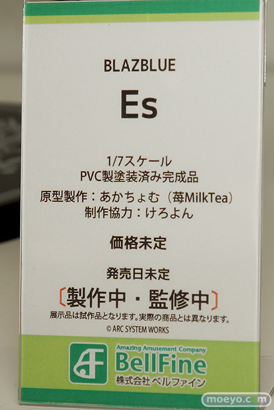 BLAZBLUE
Es
1/7スケール
PVC製塗装済み完成品
原型製作：あかちょむ（苺MilkTea）
制作協力：けろよん
価格未定
発売日未定
〔製作中・監修中〕
展示品は試作品となります。実際の商品とは異なります。
© ARC SYSTEM WORKS
Amazing Amusement Company
BellFine
株式会社 ベルファイン
moeyo.com